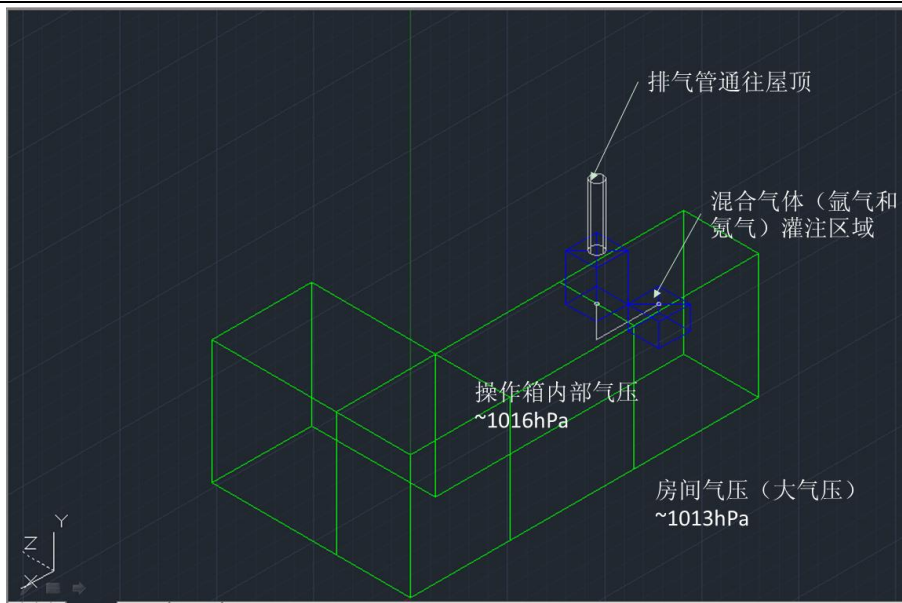 排气管通往屋顶
混合气体（氩气和
氪气）灌注区域
操作箱内部气压
~1016hPa
房间气压（大气压）
~1013hPa
Y
Z
X